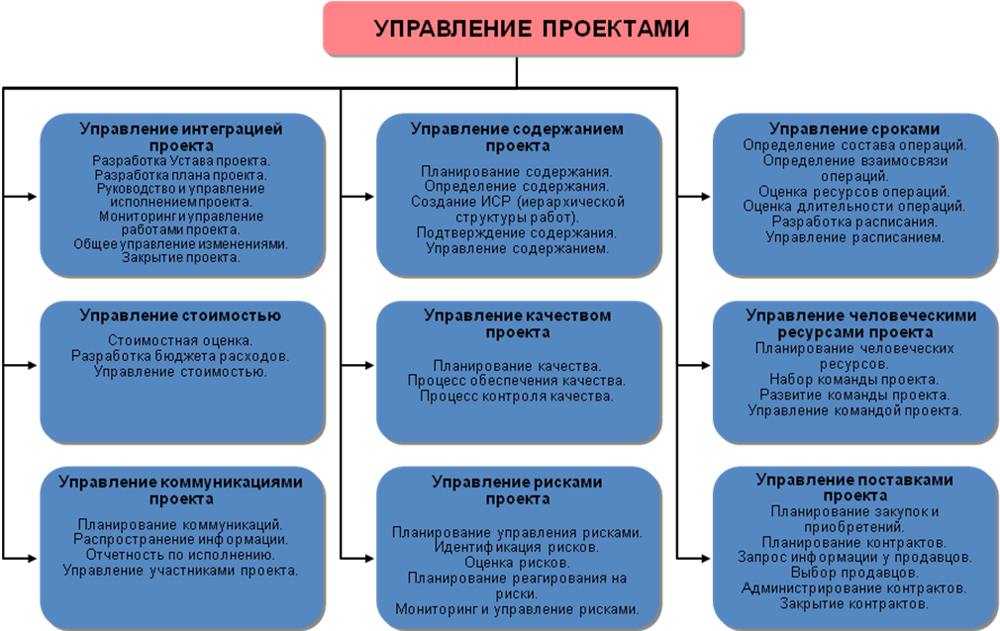 УПРАВЛЕНИЕ ПРОЕКТАМИ
Управление интеграцией
проекта
Разработка Устава проекта.
Разработка плана проекта.
Руководство и управление
исполнением проекта.
Мониторинг и управление
работами проекта.
Общее управление изменениями.
Закрытие проекта.
Управление содержанием
проекта
Планирование содержания.
Определение содержания.
Создание ИСР (иерархической
структуры работ).
Подтверждение содержания.
Управление содержанием.
Управление сроками
Определение состава операций.
Определение взаимосвязи
операций.
Оценка ресурсов операций.
Оценка длительности операций.
Разработка расписания.
Управление расписанием.
Управление стоимостью
Стоимостная оценка.
Разработка бюджета расходов.
Управление стоимостью.
Управление качеством
проекта
Планирование качества.
Процесс обеспечения качества.
Процесс контроля качества.
Управление человеческими
ресурсами проекта
Планирование человеческих
ресурсов.
Набор команды проекта.
Развитие команды проекта.
Управление командой проекта.
Управление коммуникациями
проекта
Планирование коммуникаций.
Распространение информации.
Отчетность по исполнению.
Управление участниками проекта.
Управление рисками
проекта
Планирование управления рисками.
Идентификация рисков.
Оценка рисков.
Планирование реагирования на
риски.
Мониторинг и управление рисками.
Управление поставками
проекта
Планирование закупок и
приобретений.
Планирование контрактов.
Запрос информации у продавцов.
Выбор продавцов.
Администрирование контрактов.
Закрытие контрактов.